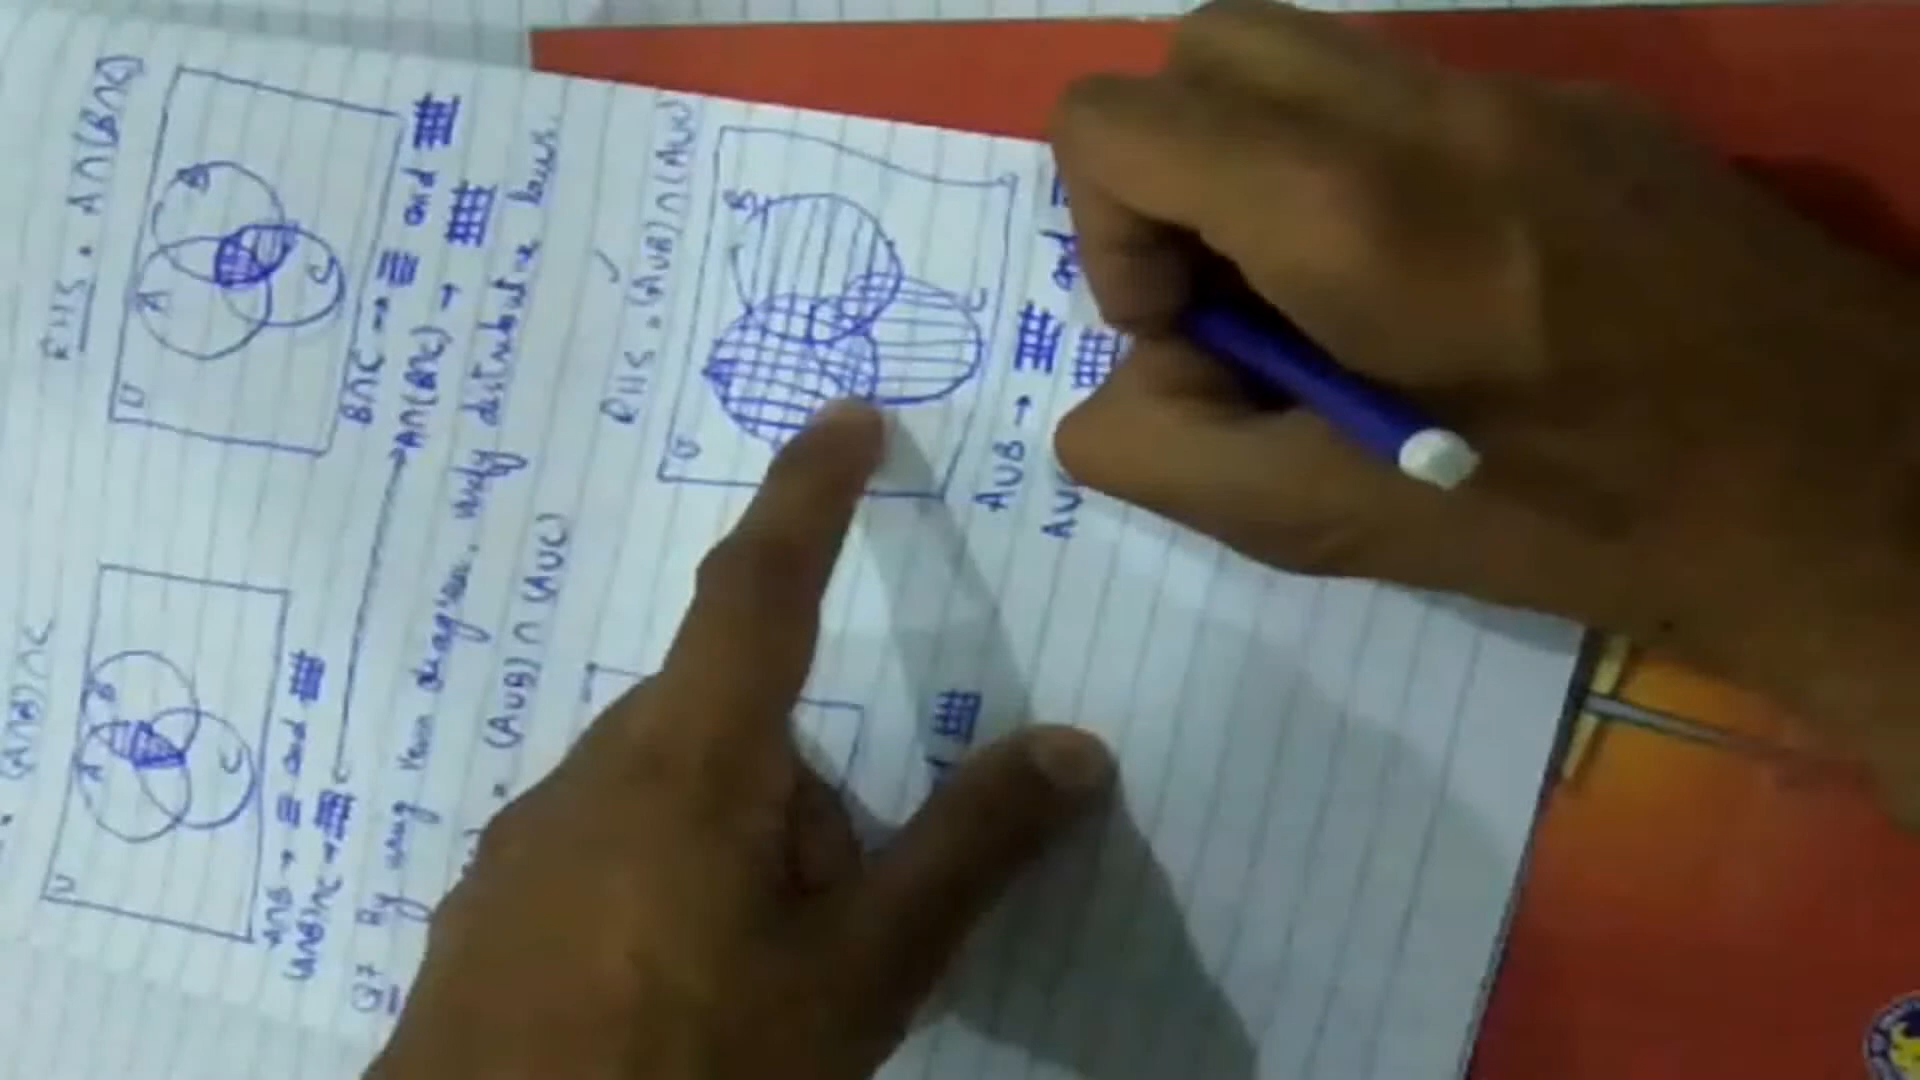 (A∩B)∩C
RHS = A∩(B∩C)
U
A
B
C
U
A
B
C
A∩B →
and
(A∩B)∩C →
B∩C →
and
A∩(B∩C) →
Q7 By using venn diagram, verify distributive laws.
= (A∪B)∩(A∪C)
RHS = (A∪B)∩(A∪C)
U
B
C
A∪B →
and